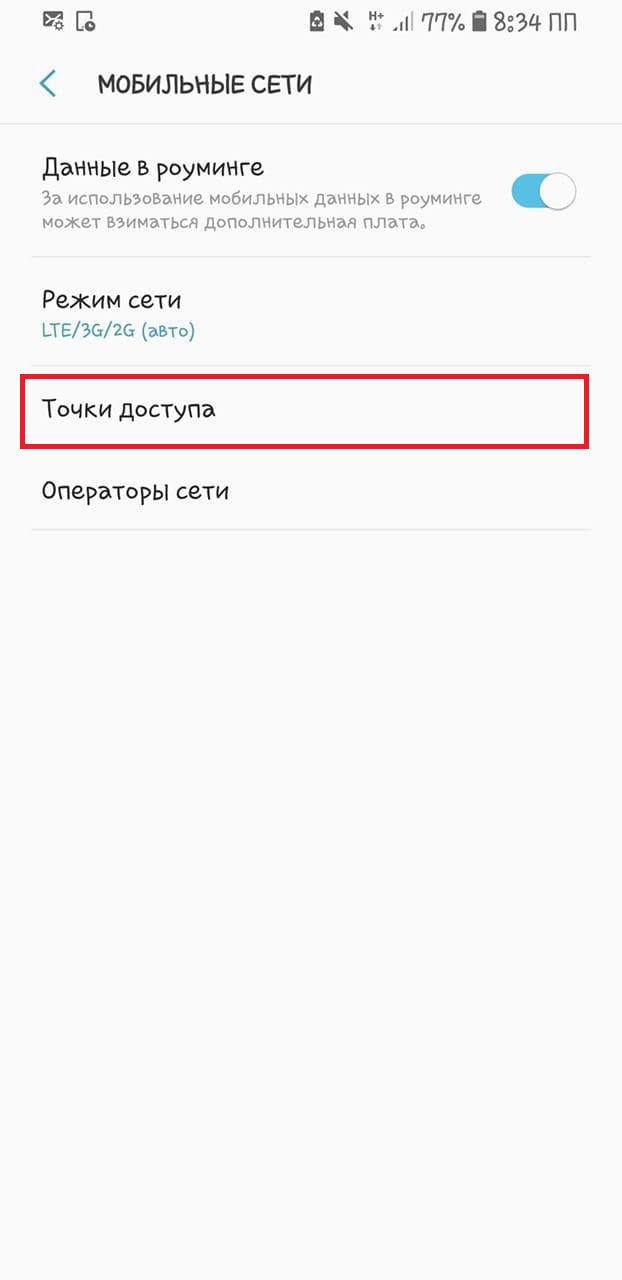 H+ 77% 8:34 ПП
МОБИЛЬНЫЕ СЕТИ
Данные в роуминге
За использование мобильных данных в роуминге
может взиматься дополнительная плата.
Режим сети
LTE/3G/2G (авто)
Точки доступа
Операторы сети